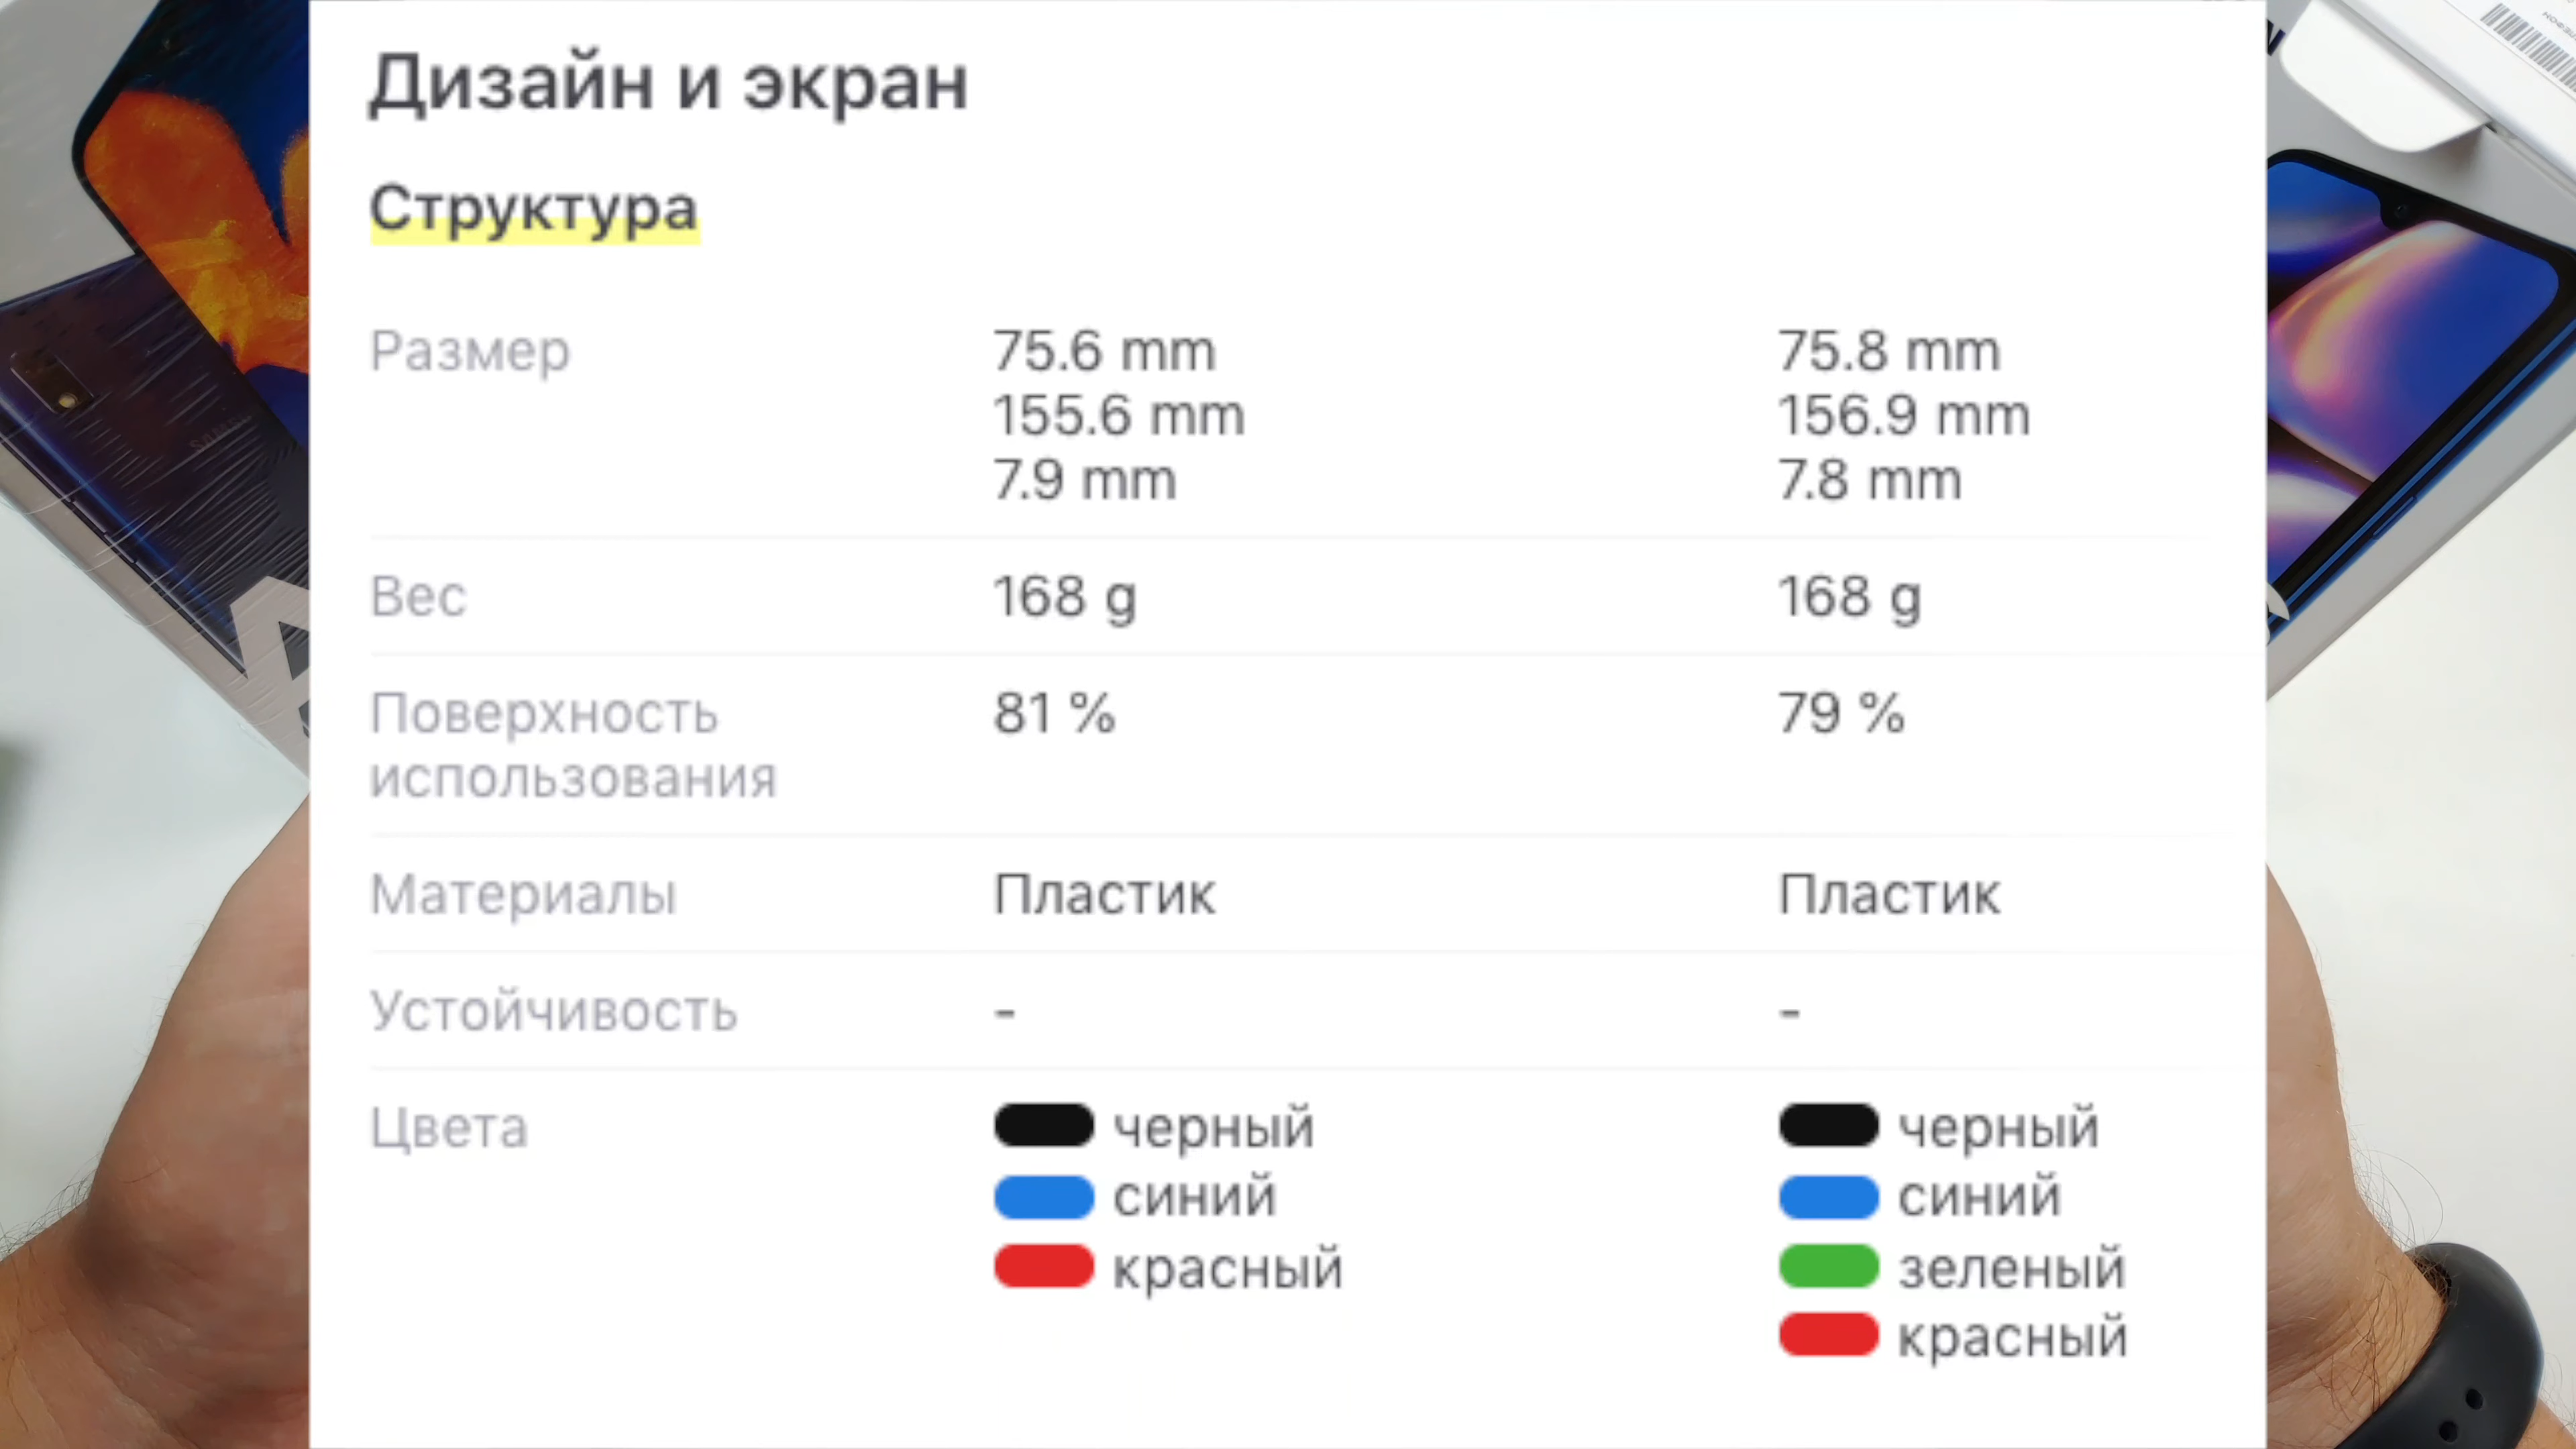 Дизайн и экран
Структура
Размер 75.6 mm 75.8 mm
155.6 mm 156.9 mm
7.9 mm 7.8 mm
Вес 168 g 168 g
Поверхность 81 % 79 %
использования
Материалы Пластик Пластик
Устойчивость - -
Цвета черный черный
синий синий
красный зеленый
красный